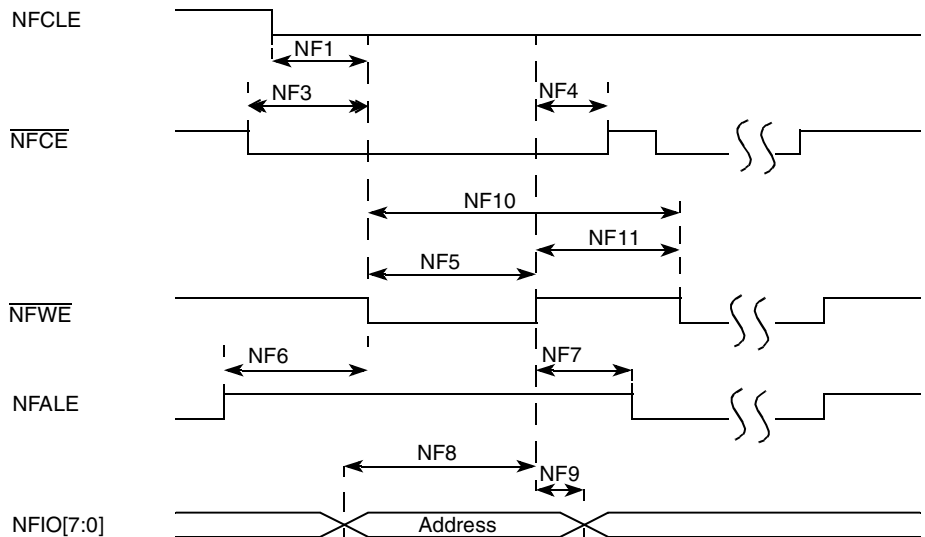 NFCLE
NF1
NF3
NF4
NFCE
NF10
NF11
NF5
NFWE
NF6
NF7
NFALE
NF8
NF9
NFIO[7:0]
Address